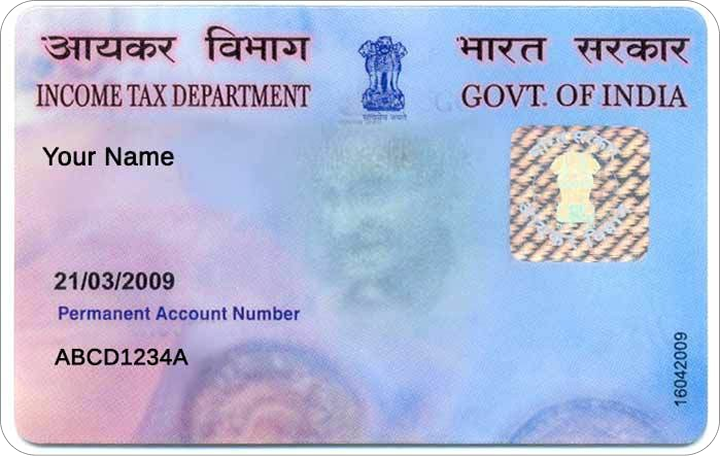 आयकर विभाग
भारत सरकार
INCOME TAX DEPARTMENT
GOVT. OF INDIA
सत्यमेव जयते
Your Name
21/03/2009
Permanent Account Number
ABCD1234A
16042009